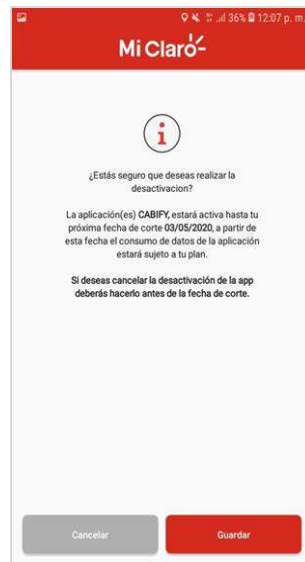 36% 12:07 p. m.
Mi Claro
i
¿Estás seguro que deseas realizar la
desactivacion?
La aplicación(es) CABIFY, estará activa hasta tu
próxima fecha de corte 03/05/2020, a partir de
esta fecha el consumo de datos de la aplicación
estará sujeto a tu plan.
Si deseas cancelar la desactivación de la app
deberás hacerlo antes de la fecha de corte.
Cancelar
Guardar